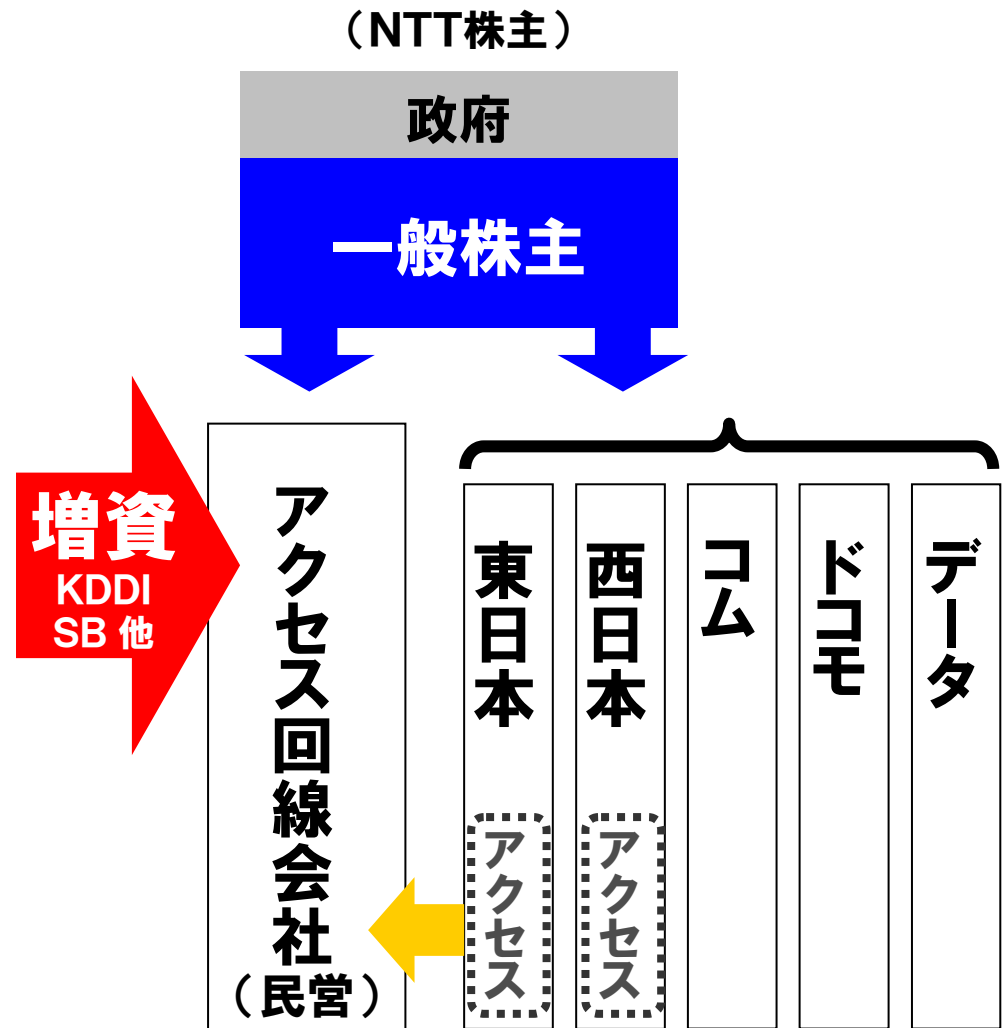 （NTT株主）
政府
一般株主
増資
KDDI
SB 他
アクセス回線会社
（民営）
東日本
西日本
コム
ドコモ
データ
アクセス
アクセス